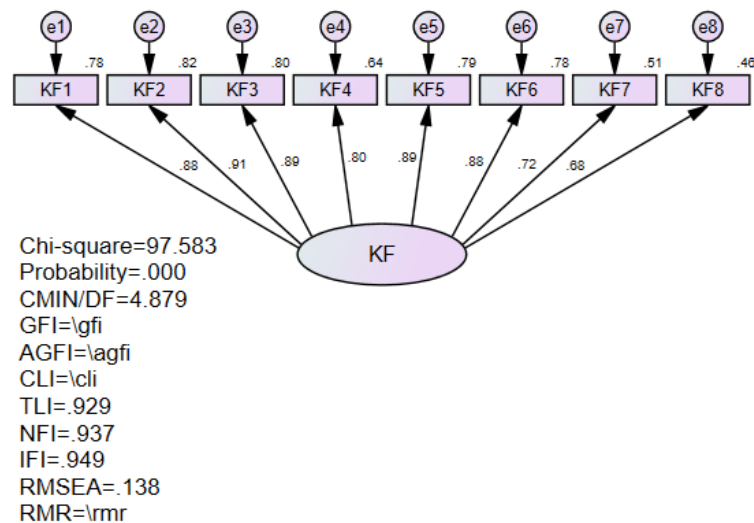 e1 e2 e3 e4 e5 e6 e7 e8
.78 .82 .80 .64 .79 .78 .51 .46
KF1 KF2 KF3 KF4 KF5 KF6 KF7 KF8
.88 .91 .89 .80 .89 .88 .72 .68
KF
Chi-square=97.583
Probability=.000
CMIN/DF=4.879
GFI=\gfi
AGFI=\agfi
CLI=\cli
TLI=.929
NFI=.937
IFI=.949
RMSEA=.138
RMR=\rmr